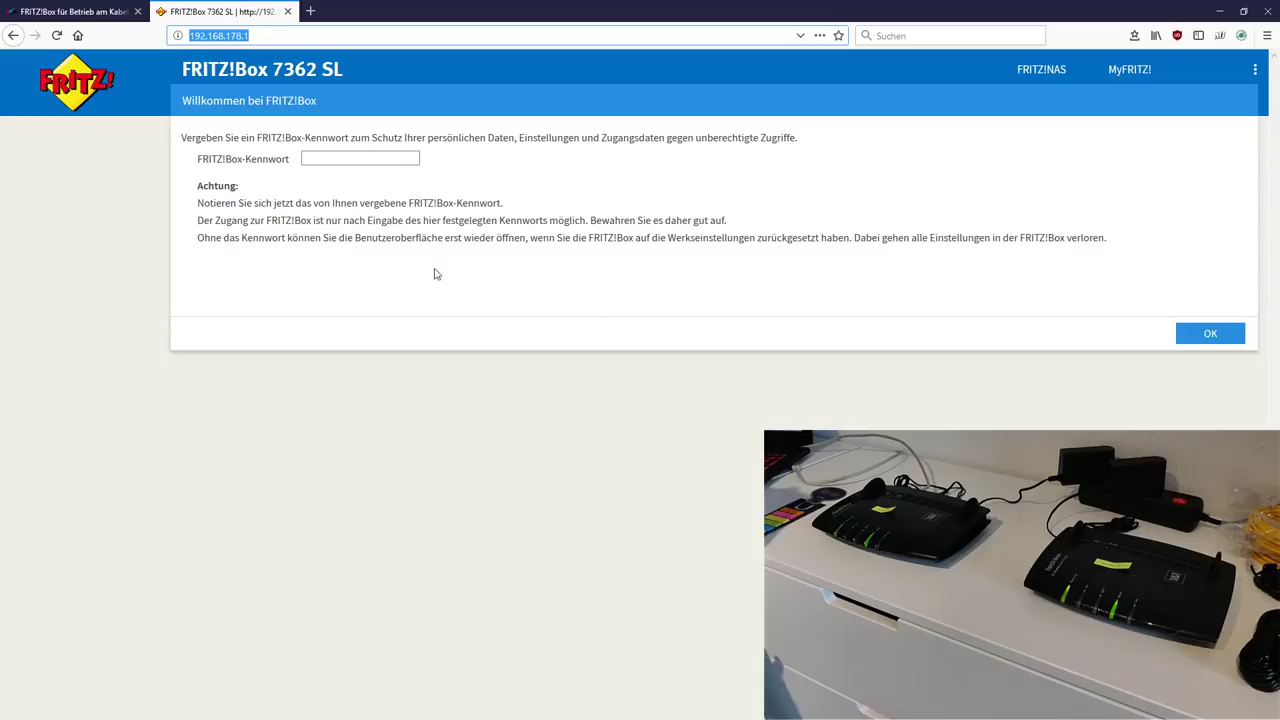 FRITZ!Box für Betrieb am Kabel
FRITZ!Box 7362 SL | http://192.
192.168.178.1
Suchen
FRITZ!
FRITZ!Box 7362 SL
FRITZ!NAS
MyFRITZ!
Willkommen bei FRITZ!Box
Vergeben Sie ein FRITZ!Box-Kennwort zum Schutz Ihrer persönlichen Daten, Einstellungen und Zugangsdaten gegen unberechtigte Zugriffe.
FRITZ!Box-Kennwort
Achtung:
Notieren Sie sich jetzt das von Ihnen vergebene FRITZ!Box-Kennwort.
Der Zugang zur FRITZ!Box ist nur nach Eingabe des hier festgelegten Kennworts möglich. Bewahren Sie es daher gut auf.
Ohne das Kennwort können Sie die Benutzeroberfläche erst wieder öffnen, wenn Sie die FRITZ!Box auf die Werkseinstellungen zurückgesetzt haben. Dabei gehen alle Einstellungen in der FRITZ!Box verloren.
OK